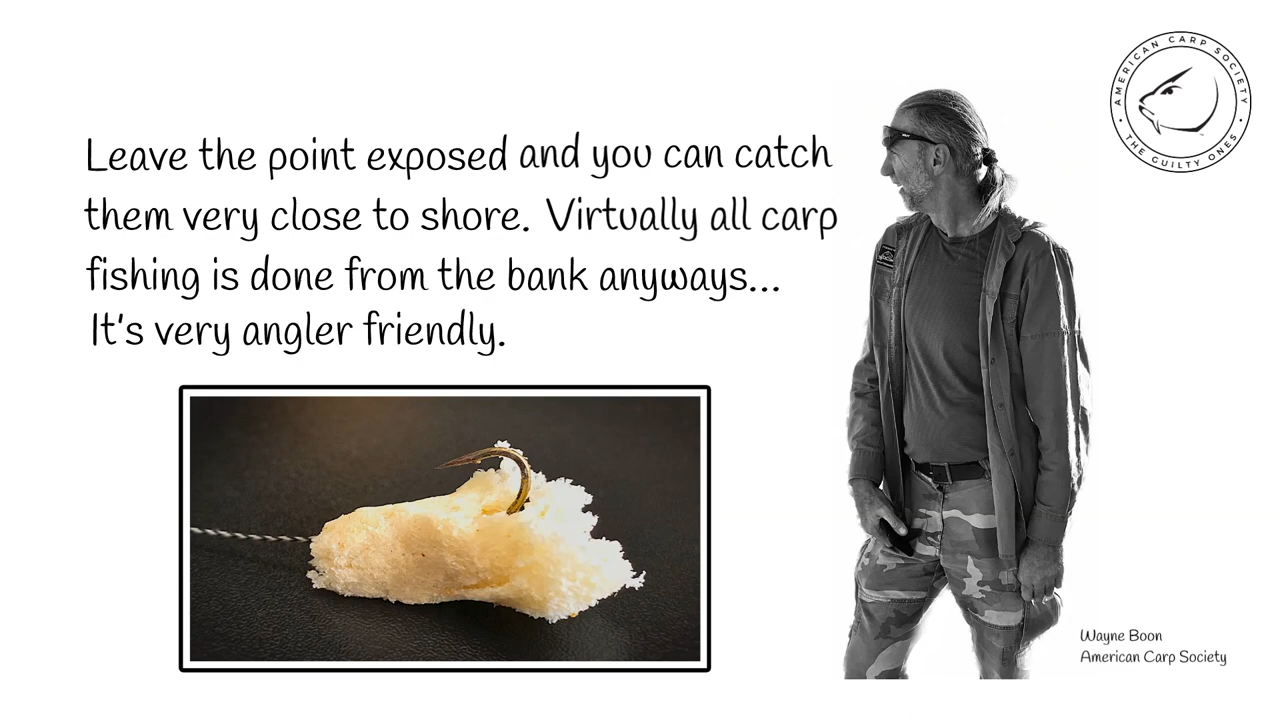 Leave the point exposed and you can catch
them very close to shore. Virtually all carp
fishing is done from the bank anyways...
It's very angler friendly.
AMERICAN CARP SOCIETY
• THE GUILTY ONES •
Wayne Boon
American Carp Society